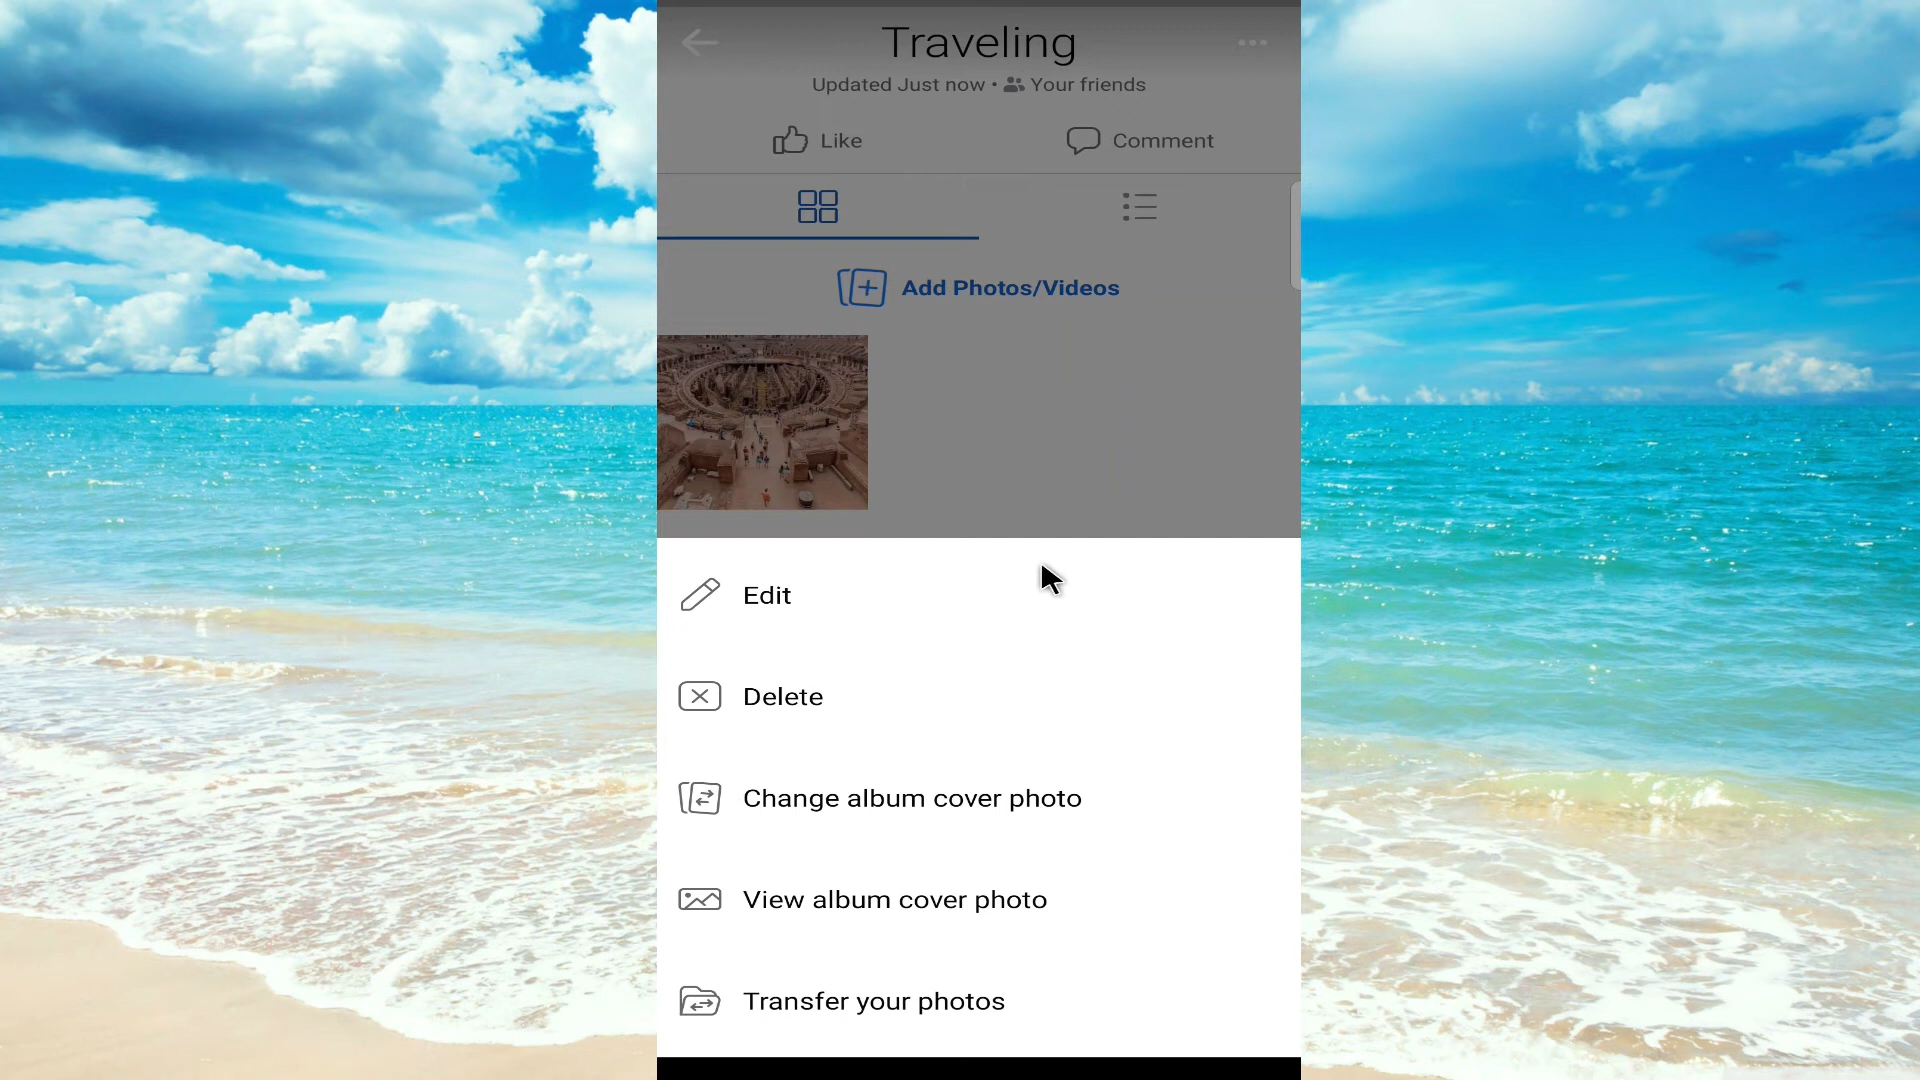 Traveling
Updated Just now • Your friends
Like
Comment
Add Photos/Videos
Edit
Delete
Change album cover photo
View album cover photo
Transfer your photos